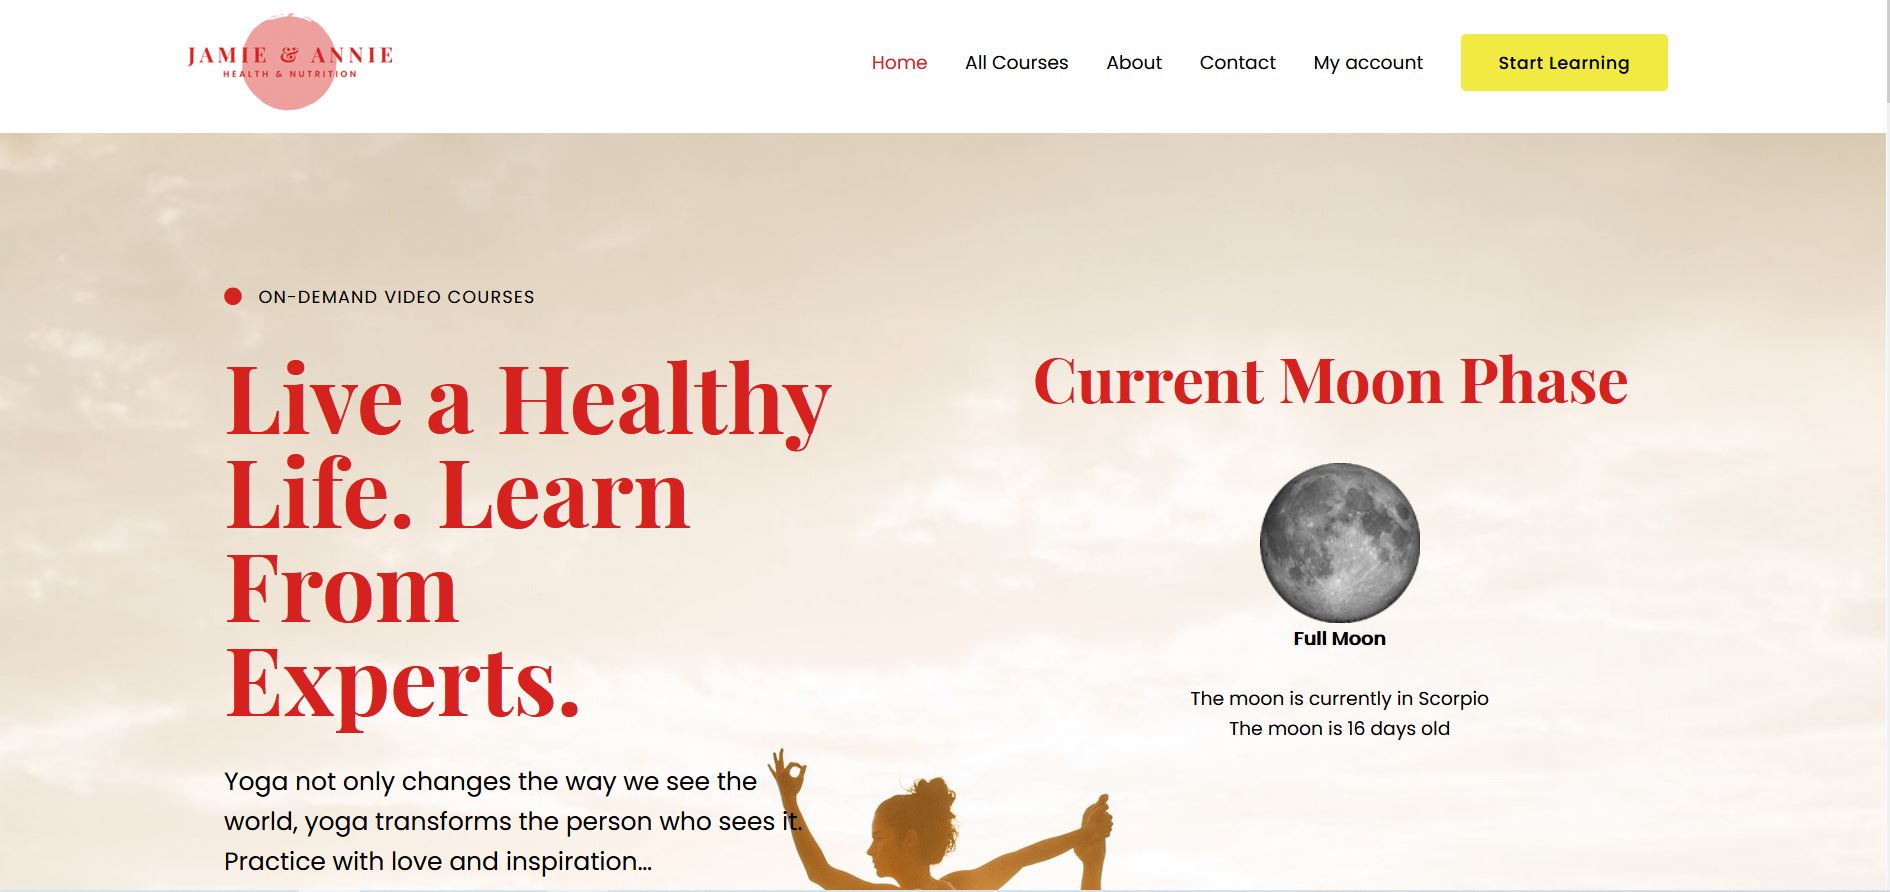 JAMIE & ANNIE
HEALTH & NUTRITION
Home
All Courses
About
Contact
My account
Start Learning
ON-DEMAND VIDEO COURSES
Live a Healthy
Life. Learn
From
Experts.
Yoga not only changes the way we see the
world, yoga transforms the person who sees it.
Practice with love and inspiration...
Current Moon Phase
Full Moon
The moon is currently in Scorpio
The moon is 16 days old